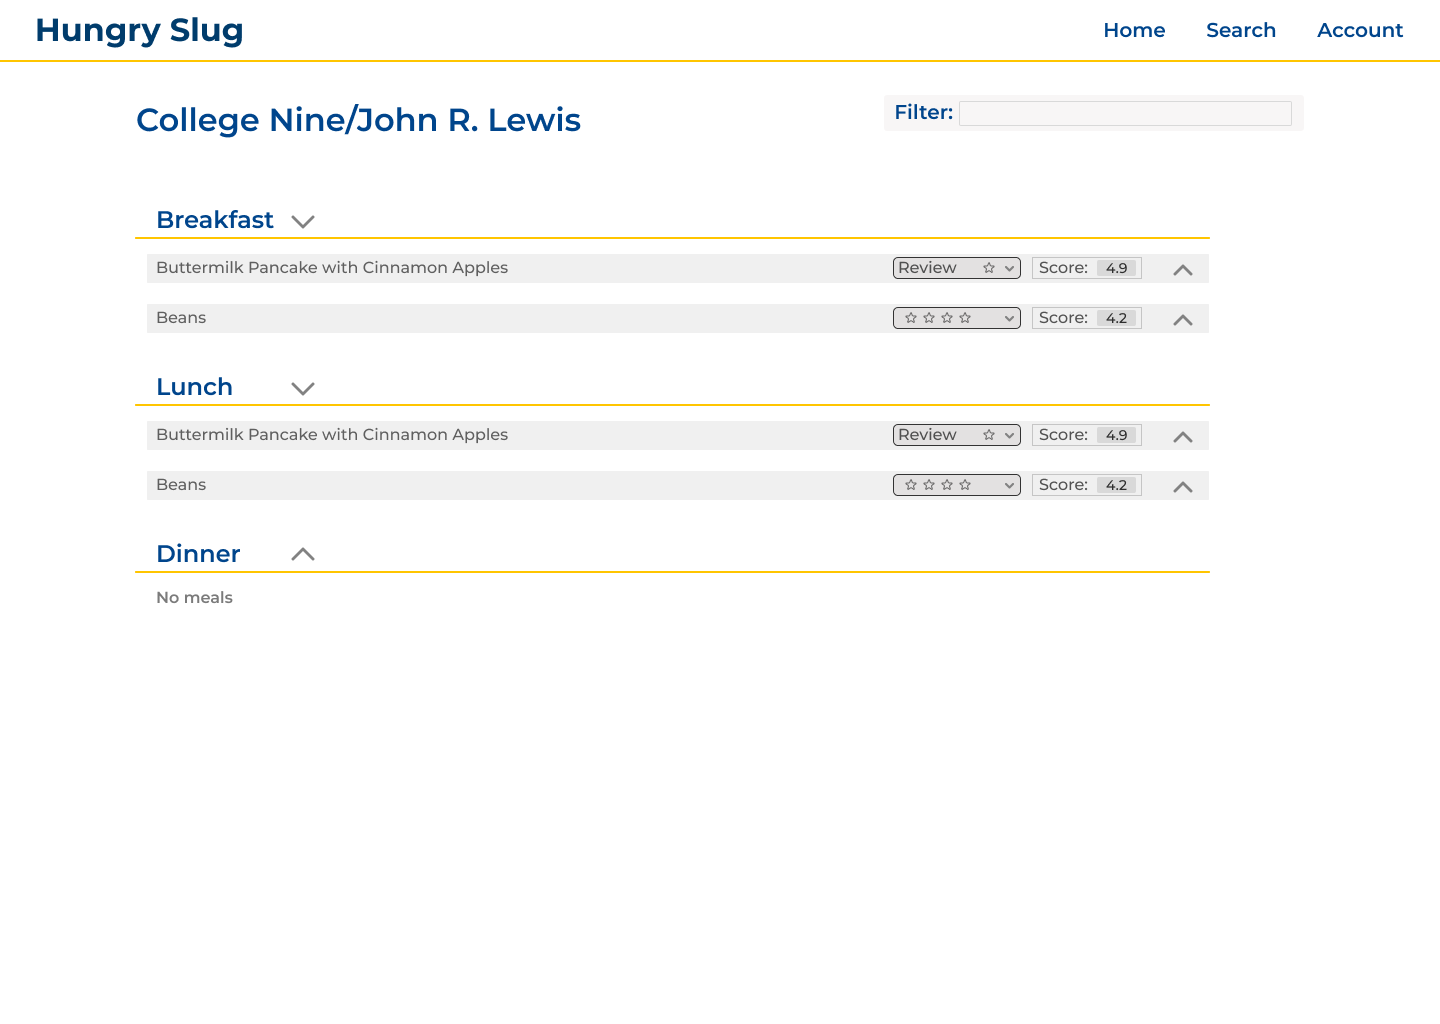 Hungry Slug Home Search Account
College Nine/John R. Lewis Filter:
Breakfast
Buttermilk Pancake with Cinnamon Apples Review Score: 4.9
Beans Score: 4.2
Lunch
Buttermilk Pancake with Cinnamon Apples Review Score: 4.9
Beans Score: 4.2
Dinner
No meals